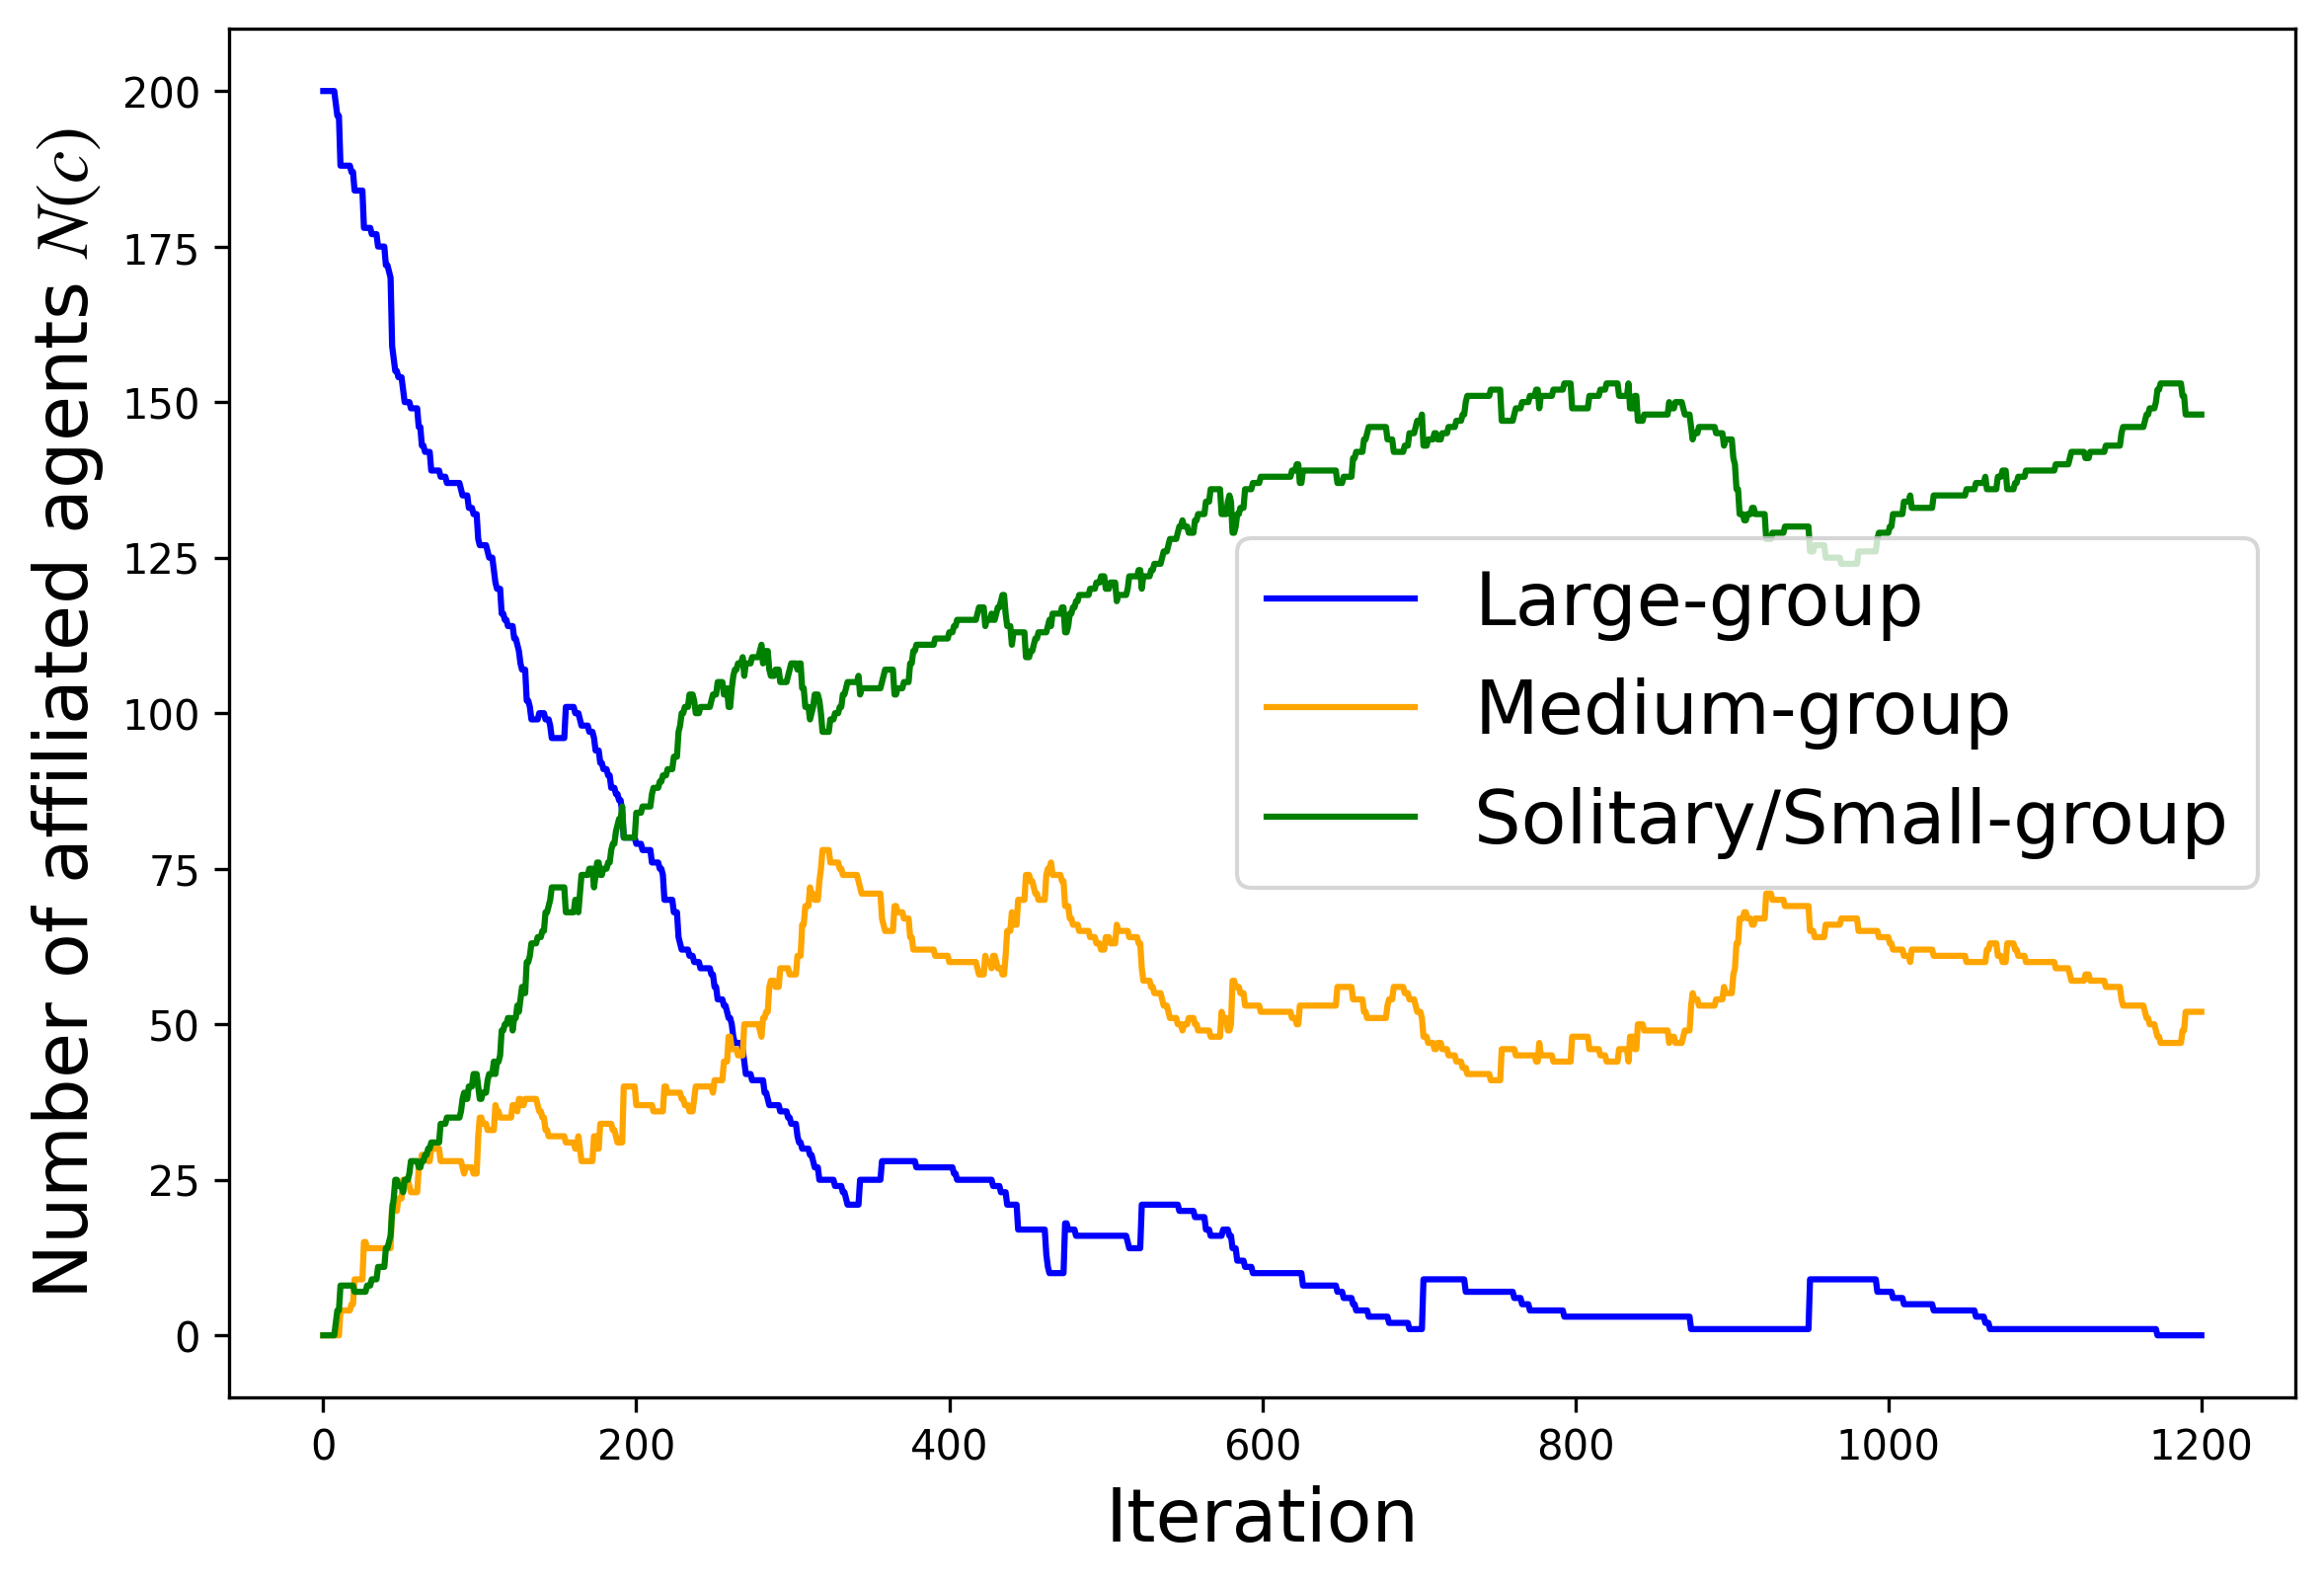 Number of affiliated agents N(c)
200
175
150
125
100
75
50
25
0
Large-group
Medium-group
Solitary/Small-group
0 200 400 600 800 1000 1200
Iteration